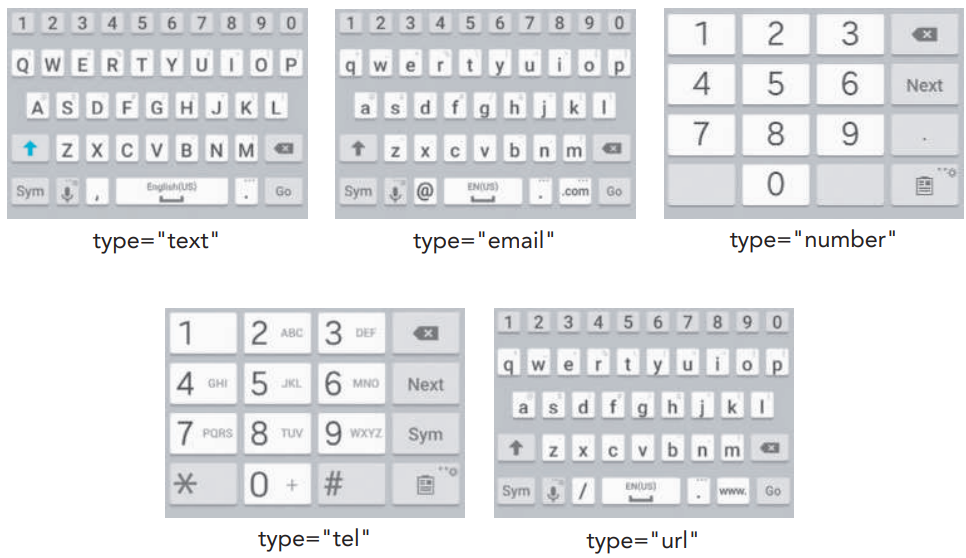 1 2 3 4 5 6 7 8 9 0
Q W E R T Y U I O P
A S D F G H J K L
Z X C V B N M
Sym , English(US) . Go
type="text"
1 2 3 4 5 6 7 8 9 0
q w e r t y u i o p
a s d f g h j k l
z x c v b n m
Sym @ EN(US) . .com Go
type="email"
1 2 3
4 5 6 Next
7 8 9 .
0
type="number"
1 2 ABC 3 DEF
4 GHI 5 JKL 6 MNO Next
7 PQRS 8 TUV 9 WXYZ Sym
* 0 + #
type="tel"
1 2 3 4 5 6 7 8 9 0
q w e r t y u i o p
a s d f g h j k l
z x c v b n m
Sym / EN(US) . www. Go
type="url"